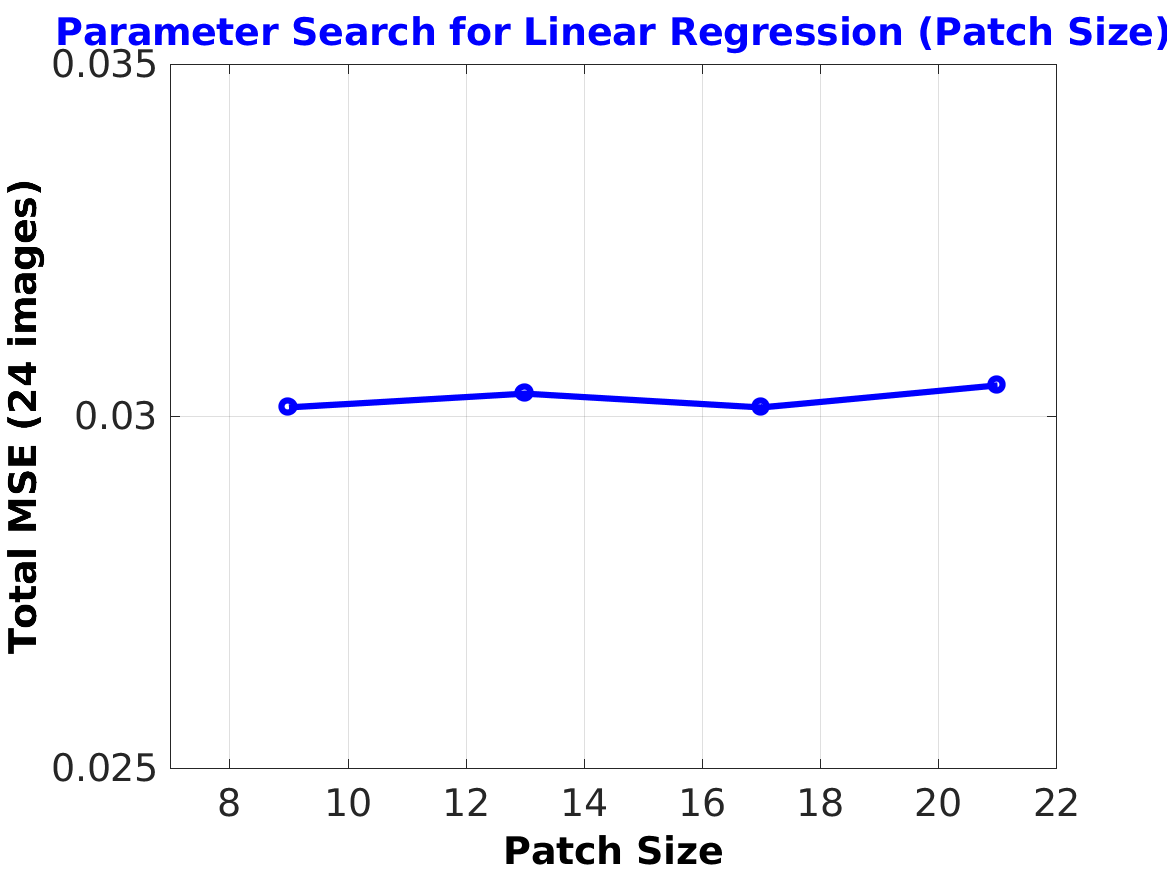 Parameter Search for Linear Regression (Patch Size)
0.035
0.03
0.025
Total MSE (24 images)
8 10 12 14 16 18 20 22
Patch Size